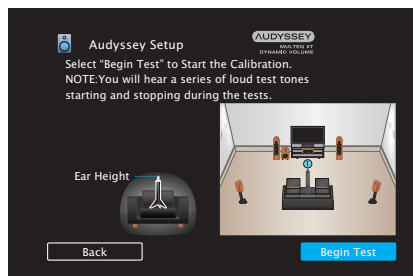 Audyssey Setup
AUDYSSEY
MULTEQ XT
DYNAMIC VOLUME
Select “Begin Test” to Start the Calibration.
NOTE:You will hear a series of loud test tones
starting and stopping during the tests.
Ear Height
Back
Begin Test